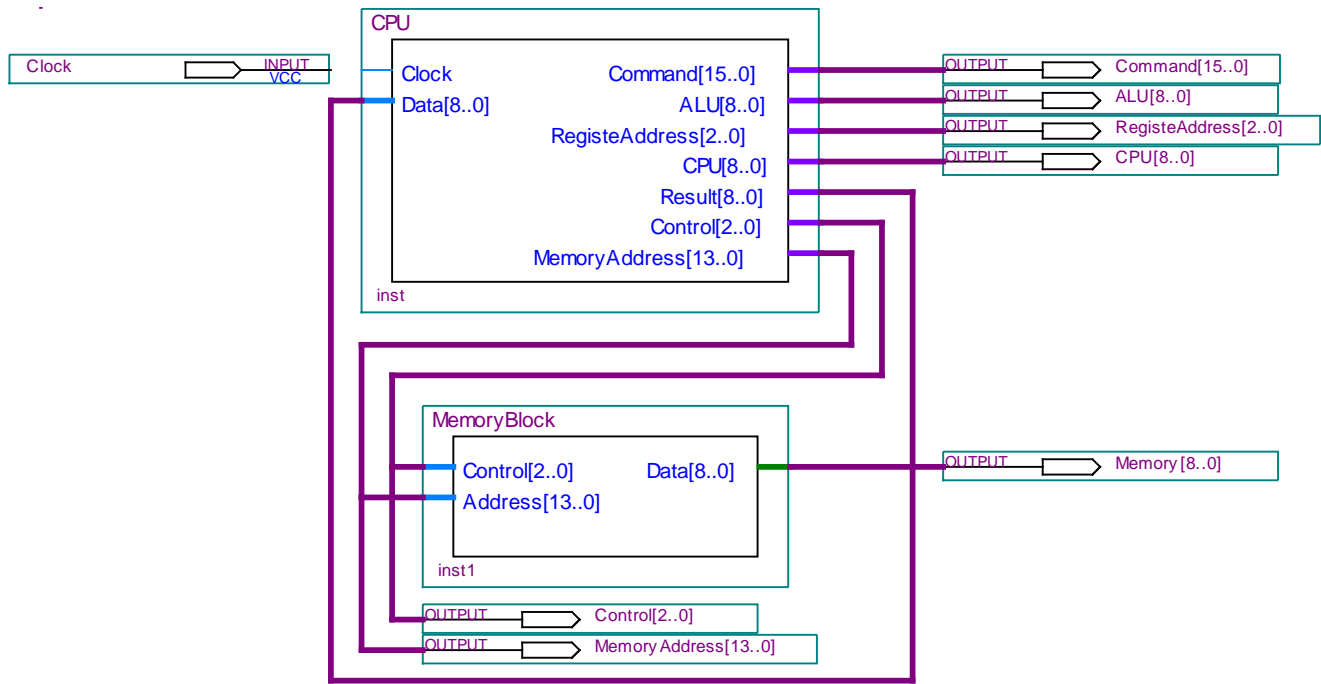 CPU
Clock INPUT
VCC
Clock
Data[8..0]
Command[15..0]
ALU[8..0]
RegisteAddress[2..0]
CPU[8..0]
Result[8..0]
Control[2..0]
MemoryAddress[13..0]
inst
OUTPUT Command[15..0]
OUTPUT ALU[8..0]
OUTPUT RegisteAddress[2..0]
OUTPUT CPU[8..0]
MemoryBlock
Control[2..0] Data[8..0]
Address[13..0]
inst1
OUTPUT Memory[8..0]
OUTPUT Control[2..0]
OUTPUT MemoryAddress[13..0]